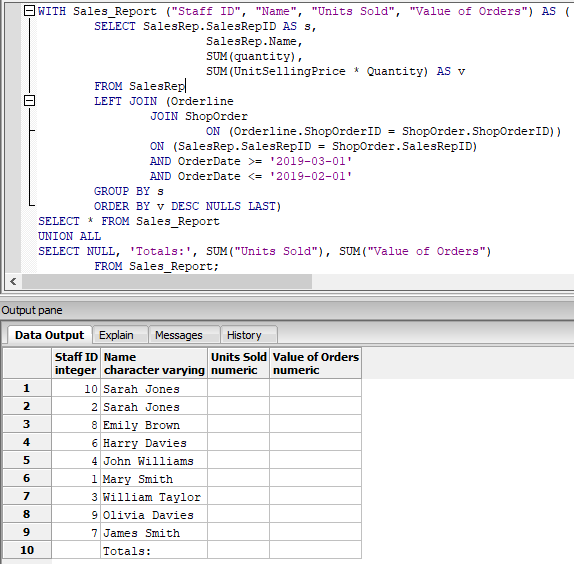 WITH Sales_Report ("Staff ID", "Name", "Units Sold", "Value of Orders") AS (
SELECT SalesRep.SalesRepID AS s,
SalesRep.Name,
SUM(quantity),
SUM(UnitSellingPrice * Quantity) AS v
FROM SalesRep
LEFT JOIN (Orderline
JOIN ShopOrder
ON (Orderline.ShopOrderID = ShopOrder.ShopOrderID))
ON (SalesRep.SalesRepID = ShopOrder.SalesRepID)
AND OrderDate >= '2019-03-01'
AND OrderDate <= '2019-02-01'
GROUP BY s
ORDER BY v DESC NULLS LAST)
SELECT * FROM Sales_Report
UNION ALL
SELECT NULL, 'Totals:', SUM("Units Sold"), SUM("Value of Orders")
FROM Sales_Report;
Output pane
Data Output Explain Messages History
Staff ID Name Units Sold Value of Orders
integer character varying numeric numeric
1 10 Sarah Jones
2 2 Sarah Jones
3 8 Emily Brown
4 6 Harry Davies
5 4 John Williams
6 1 Mary Smith
7 3 William Taylor
8 9 Olivia Davies
9 7 James Smith
10 Totals: